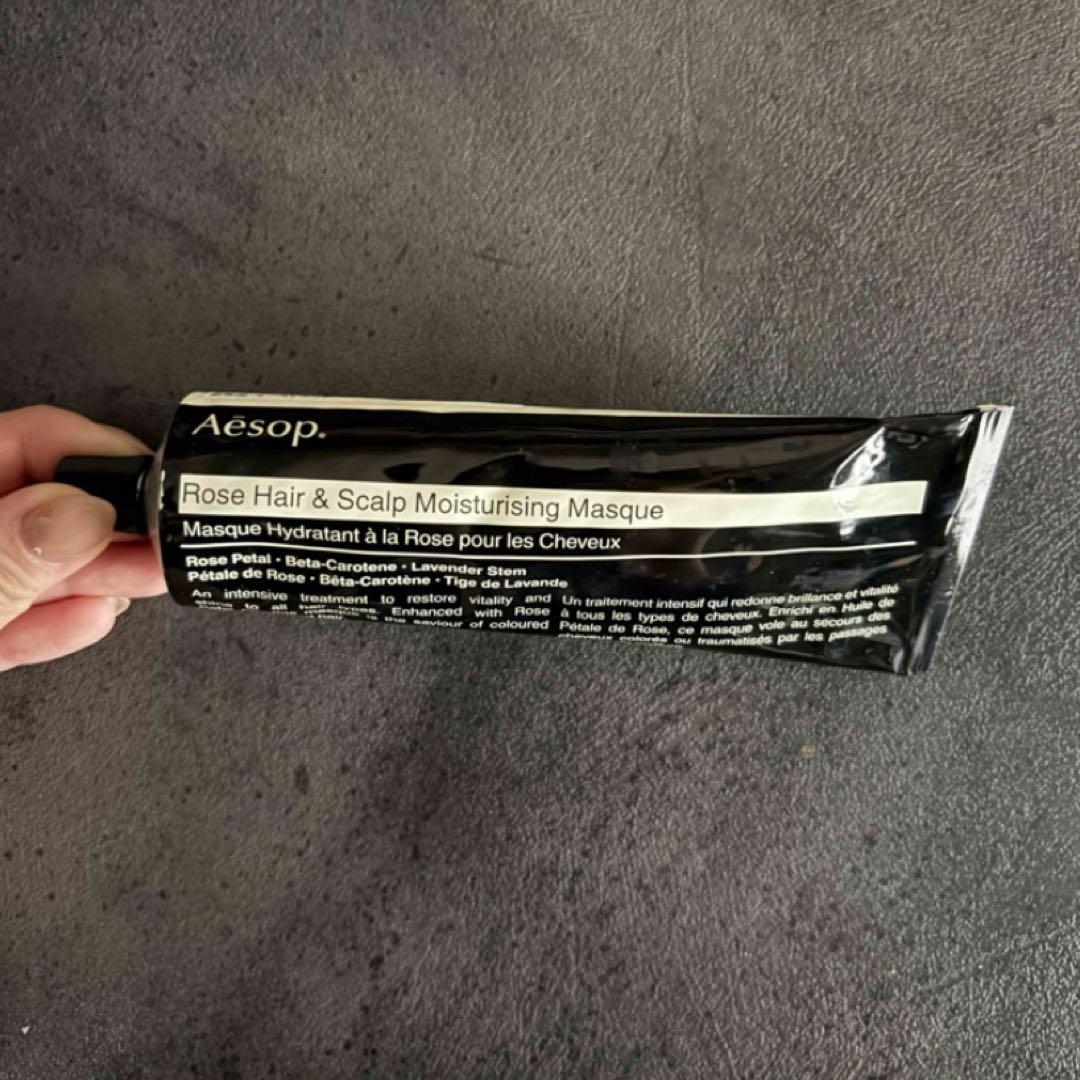 Aēsop.
Rose Hair & Scalp Moisturising Masque
Masque Hydratant à la Rose pour les Cheveux
Rose Petal · Beta-Carotene · Lavender Stem
Pétale de Rose · Bêta-Carotène · Tige de Lavande
An intensive treatment to restore vitality and
to all Enhanced with Rose
is the saviour of coloured
Un traitement intensif qui redonne brillance et vitalité
à tous les types de cheveux. Enrichi en Huile de
Pétale de Rose, ce masque vole au secours des
cheveux colorés ou traumatisés par les passages